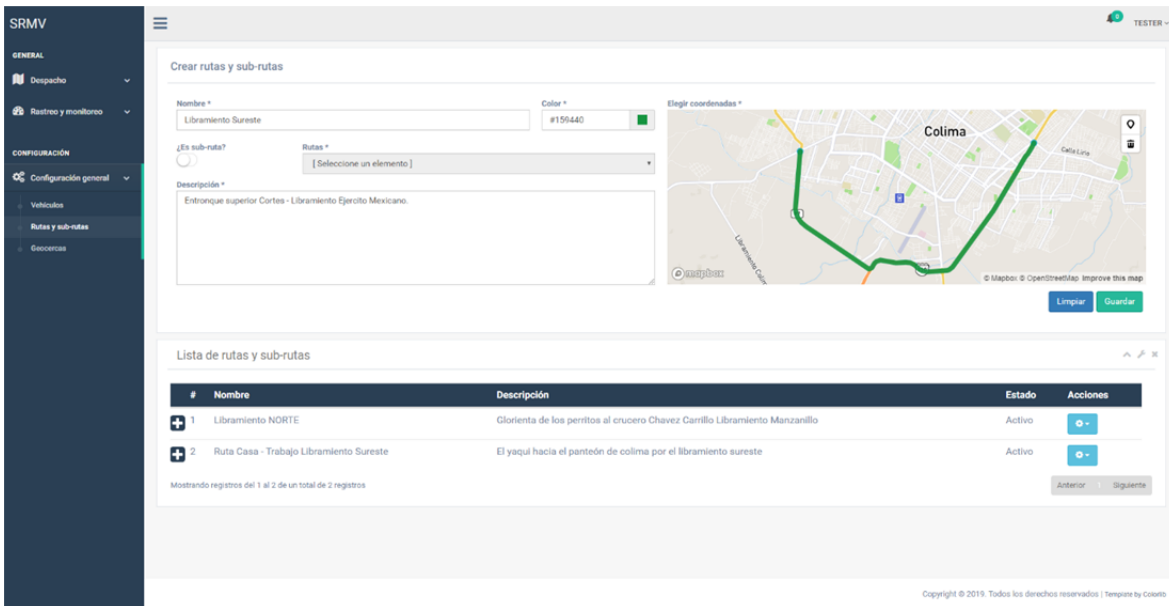 SRMV
TESTER
GENERAL
Despacho
Rastreo y monitoreo
CONFIGURACIÓN
Configuración general
Vehículos
Rutas y sub-rutas
Geocercas
Crear rutas y sub-rutas
Nombre *
Libramiento Sureste
Color *
#159440
¿Es sub-ruta?
Rutas *
[ Seleccione un elemento ]
Descripción *
Entronque superior Cortes - Libramiento Ejercito Mexicano.
Elegir coordenadas *
Colima
Calle Lima
Libramiento Colima
mapbox
© Mapbox © OpenStreetMap Improve this map
Limpiar Guardar
Lista de rutas y sub-rutas
# Nombre Descripción Estado Acciones
1 Libramiento NORTE Glorienta de los perritos al crucero Chavez Carrillo Libramiento Manzanillo Activo
2 Ruta Casa - Trabajo Libramiento Sureste El yaqui hacia el panteón de colima por el libramiento sureste Activo
Mostrando registros del 1 al 2 de un total de 2 registros
Anterior 1 Siguiente
Copyright © 2019. Todos los derechos reservados | Template by Colorlib